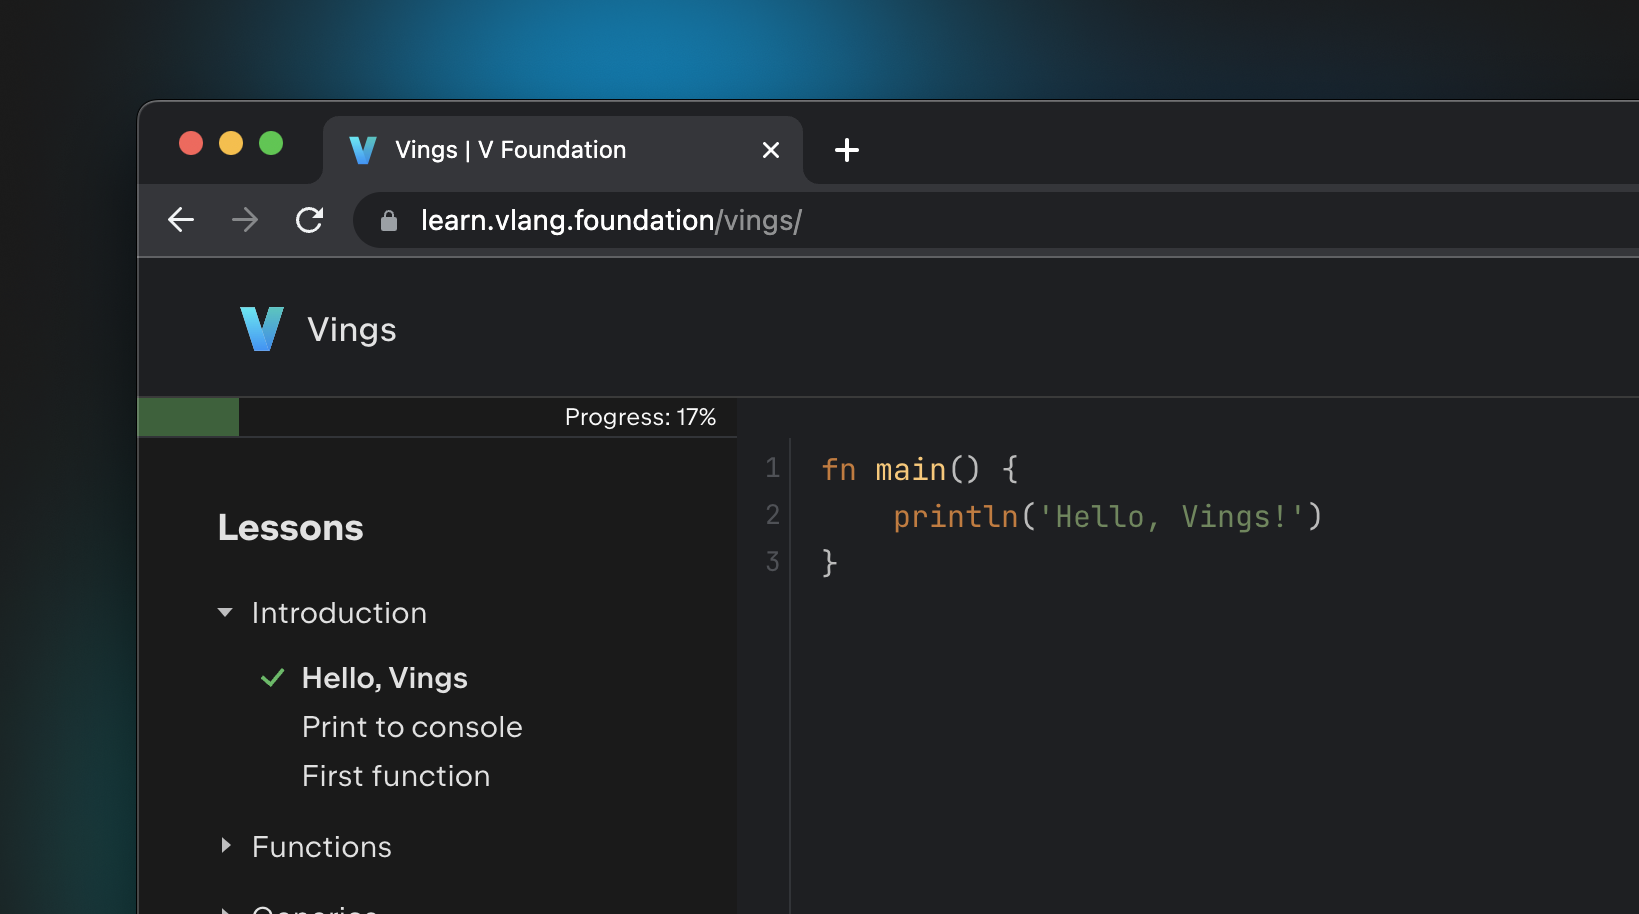 Vings | V Foundation
learn.vlang.foundation/vings/
Vings
Progress: 17%
Lessons
Introduction
Hello, Vings
Print to console
First function
Functions
1 fn main() {
2 println('Hello, Vings!')
3 }